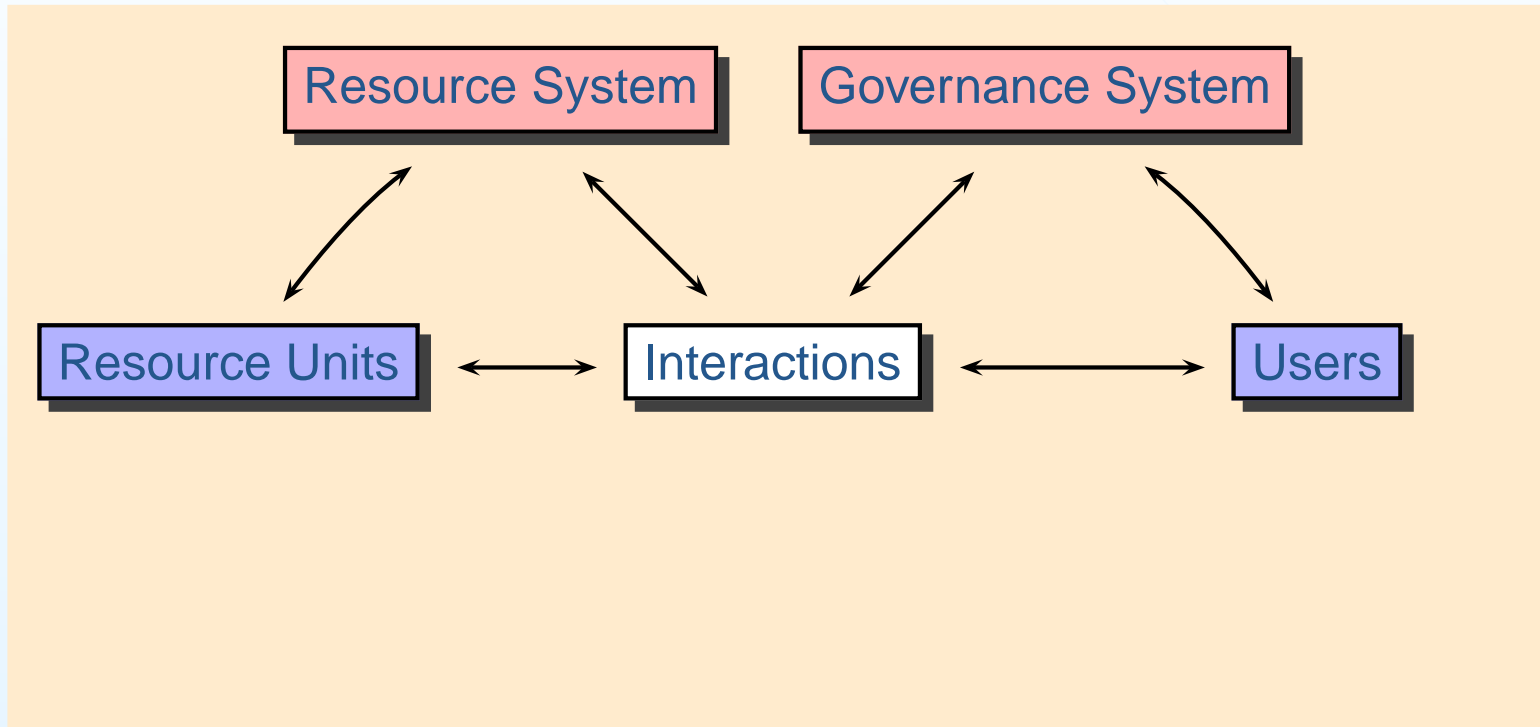 Resource System
Governance System
Resource Units
Interactions
Users